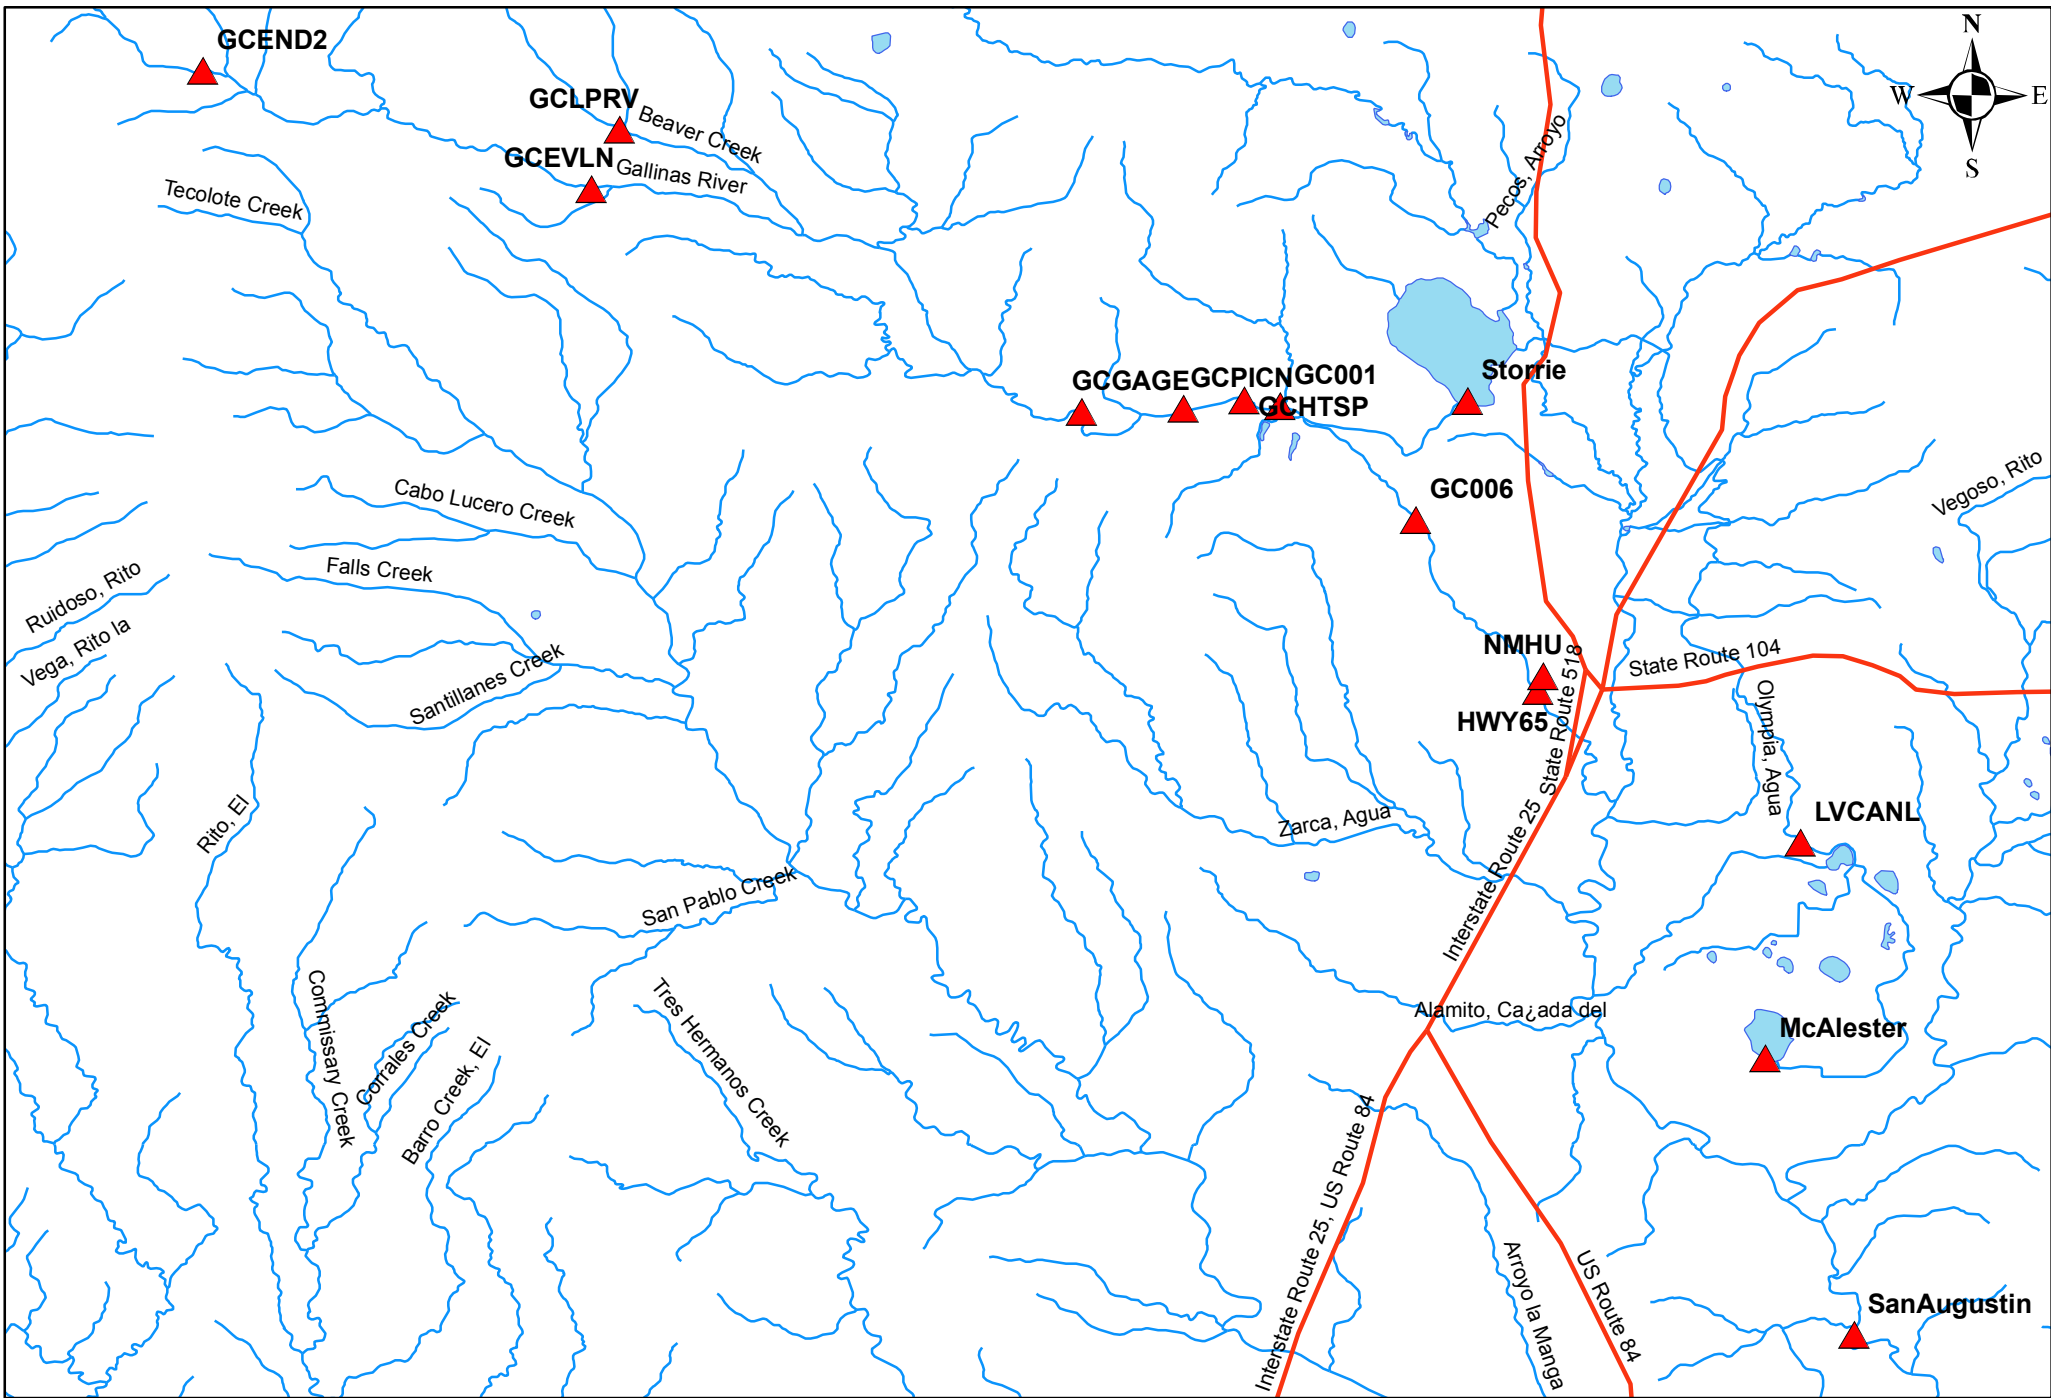 N
GCEND2
W
E
GCLPRV
Beaver Creek
S
GCEVLN
Gallinas River
Pecos, Arroyo
Tecolote Creek
GCGAGE
GCPICN
GC001
Storrie
GCHTSP
Cabo Lucero Creek
GC006
Vegoso, Rito
Falls Creek
Ruidoso, Rito
Vega, Rito la
Santillanes Creek
NMHU
State Route 104
HWY65
State Route 518
Olympia, Agua
Rito, El
Zarca, Agua
LVCANL
Interstate Route 25
San Pablo Creek
Commissary Creek
Corrales Creek
Barro Creek, El
Tres Hermanos Creek
Alamito, Ca¿ada del
McAlester
Interstate Route 25, US Route 84
Arroyo la Manga
US Route 84
SanAugustin